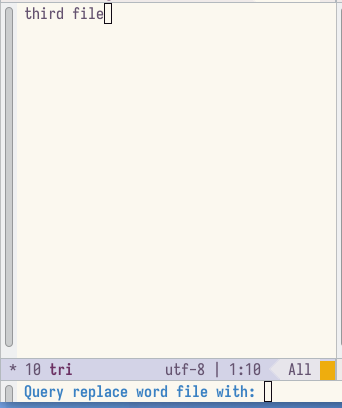 third file
* 10 tri utf-8 | 1:10 All
Query replace word file with: